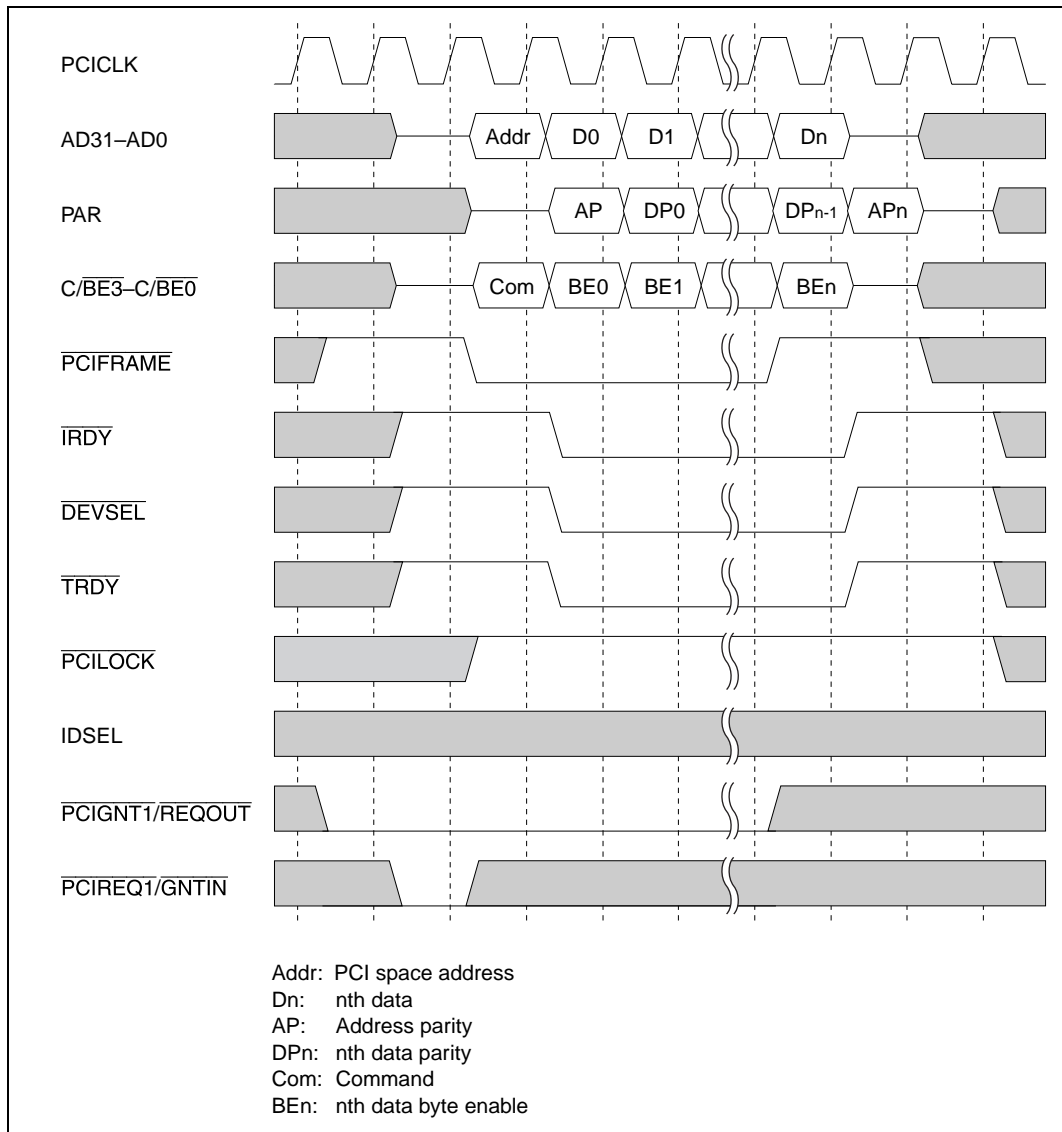 PCICLK
AD31–AD0 Addr D0 D1 Dn
PAR AP DP0 DPn-1 APn
C/BE3–C/BE0 Com BE0 BE1 BEn
PCIFRAME
IRDY
DEVSEL
TRDY
PCILOCK
IDSEL
PCIGNT1/REQOUT
PCIREQ1/GNTIN
Addr: PCI space address
Dn: nth data
AP: Address parity
DPn: nth data parity
Com: Command
BEn: nth data byte enable